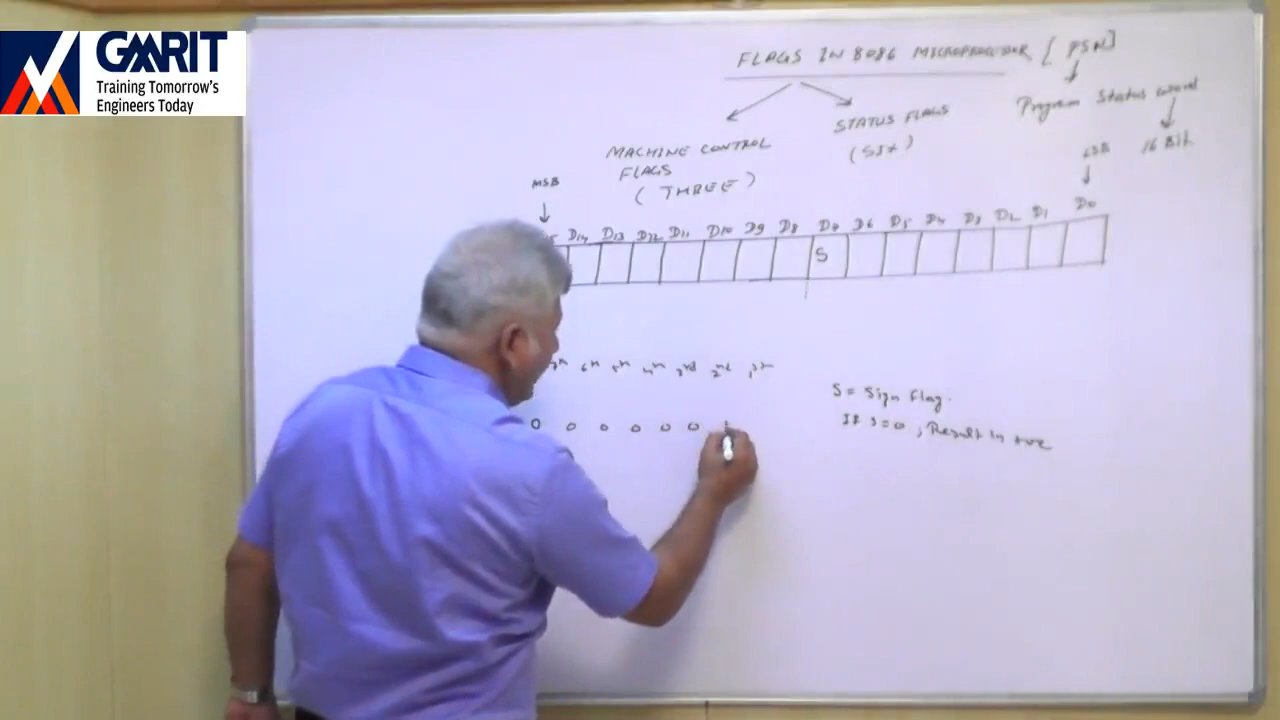 GMRIT
Training Tomorrow's
Engineers Today
FLAGS IN 8086 MICROPROCESSOR [PSW]
Program Status word
16 Bit
MACHINE CONTROL
FLAGS
(THREE)
STATUS FLAGS
(SIX)
MSB
LSB
D14 D13 D12 D11 D10 D9 D8 D7 D6 D5 D4 D3 D2 D1 D0
S
6th 5th 4th 3rd 2nd 1st
0 0 0 0 0 0
S = Sign Flag.
If S=0, Result in +ve